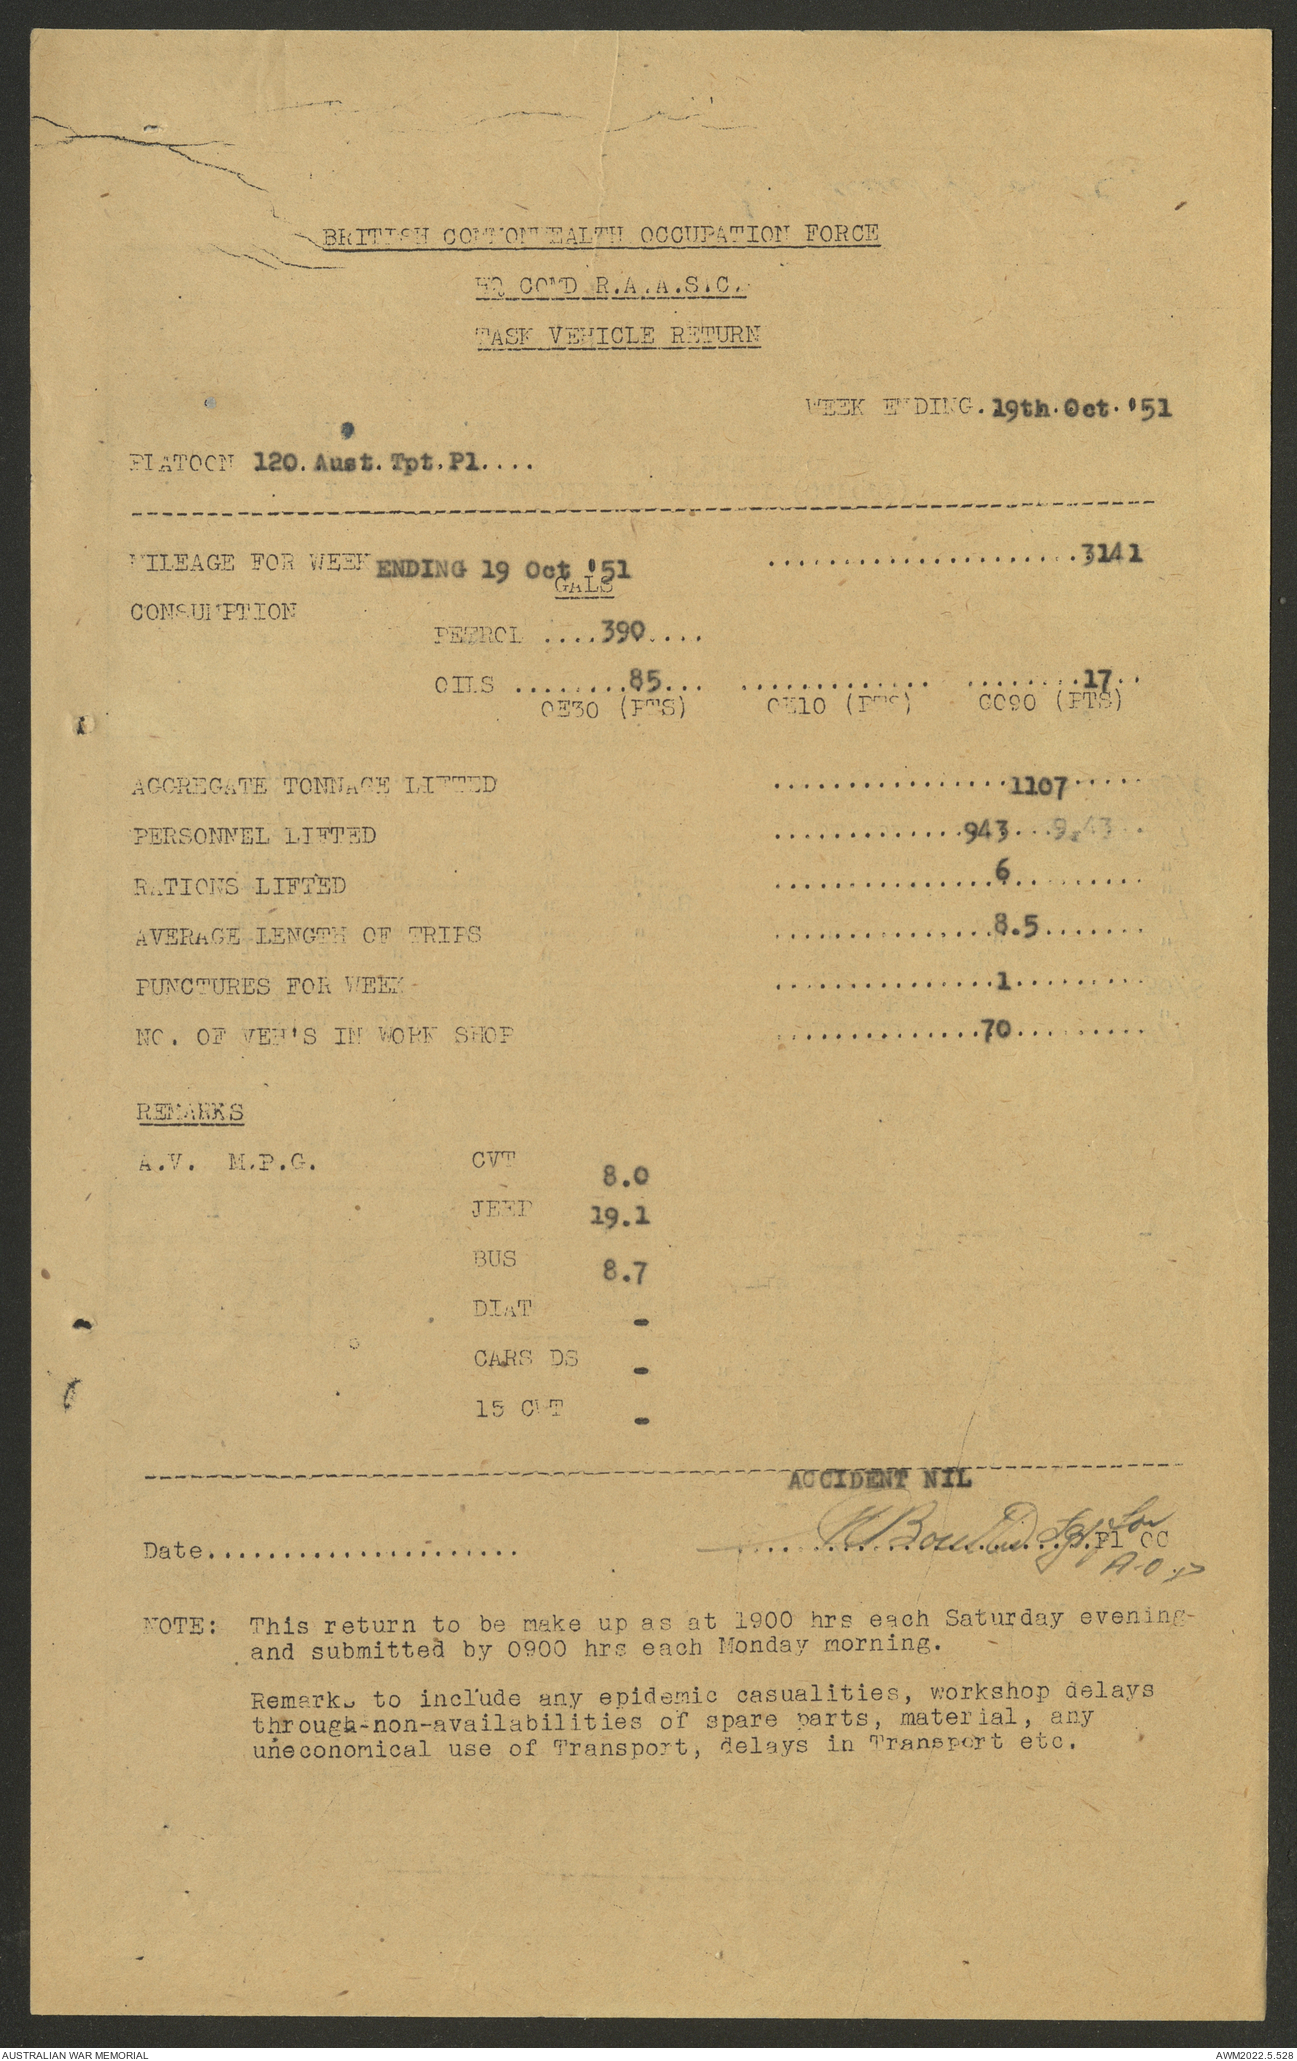 BRITISH COMMONWEALTH OCCUPATION FORCE
HQ COMD R.A.A.S.C.
TASK VEHICLE RETURN
WEEK ENDING. 19th. Oct. '51
PLATOON 120. Aust. Tpt. Pl....
MILEAGE FOR WEEK ENDING 19 Oct '51 .....................3141
GALS
CONSUMPTION
PETROL ....390....
OILS ........85... ............. ........17..
OE30 (PTS) OE10 (PTS) GO90 (PTS)
AGGREGATE TONNAGE LIFTED ................1107.....
PERSONNEL LIFTED .............943...9.43..
RATIONS LIFTED ...............6.........
AVERAGE LENGTH OF TRIPS ...............8.5.......
PUNCTURES FOR WEEK ...............1.........
NO. OF VEH'S IN WORK SHOP ..............70.........
REMARKS
A.V. M.P.G. CVT 8.0
JEEP 19.1
BUS 8.7
DIAT -
CARS DS -
15 CWT -
ACCIDENT NIL
Date..................... ........................Pl OC
NOTE: This return to be make up as at 1900 hrs each Saturday evening-
and submitted by 0900 hrs each Monday morning.
Remarks to include any epidemic casualities, workshop delays
through-non-availabilities of spare parts, material, any
uneconomical use of Transport, delays in Transport etc.
AUSTRALIAN WAR MEMORIAL AWM2022.5.528